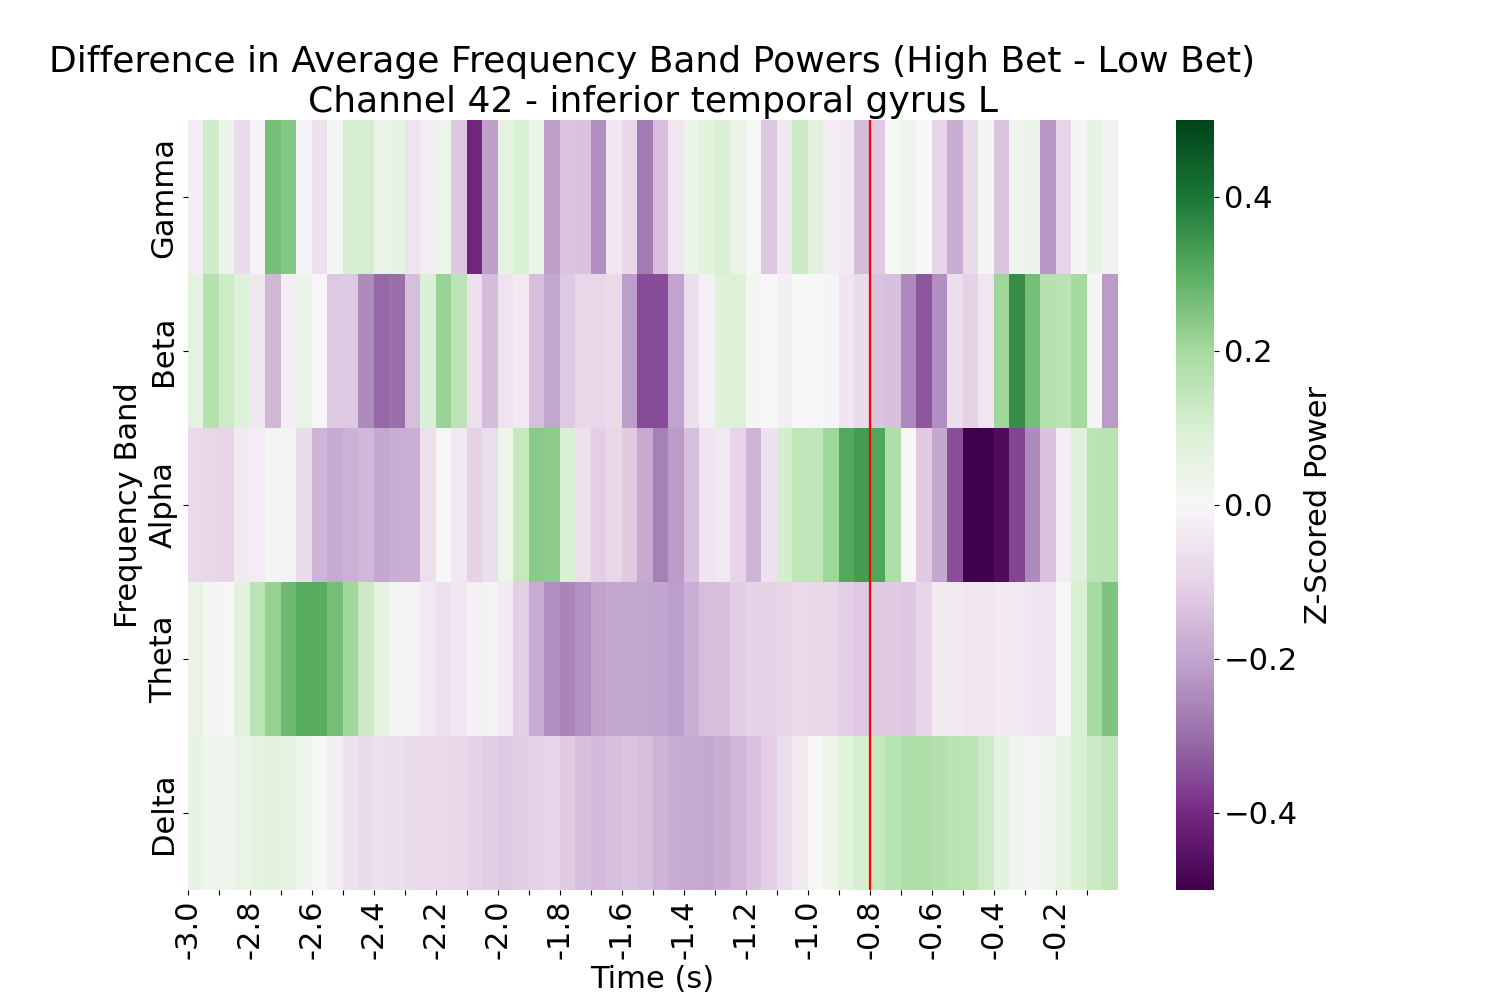 Difference in Average Frequency Band Powers (High Bet - Low Bet)
Channel 42 - inferior temporal gyrus L
Frequency Band
Gamma
Beta
Alpha
Theta
Delta
-3.0
-2.8
-2.6
-2.4
-2.2
-2.0
-1.8
-1.6
-1.4
-1.2
-1.0
-0.8
-0.6
-0.4
-0.2
Time (s)
0.4
0.2
0.0
−0.2
−0.4
Z-Scored Power